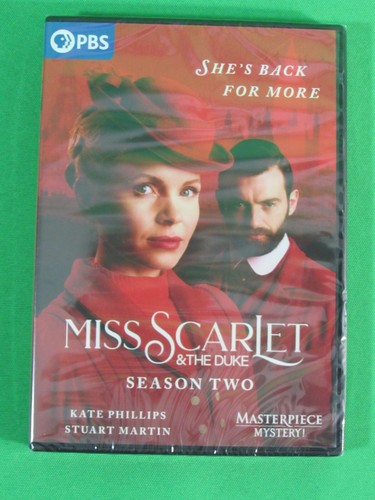 PBS
SHE'S BACK
FOR MORE
MISS SCARLET
& THE DUKE
SEASON TWO
KATE PHILLIPS
STUART MARTIN
MASTERPIECE
MYSTERY!